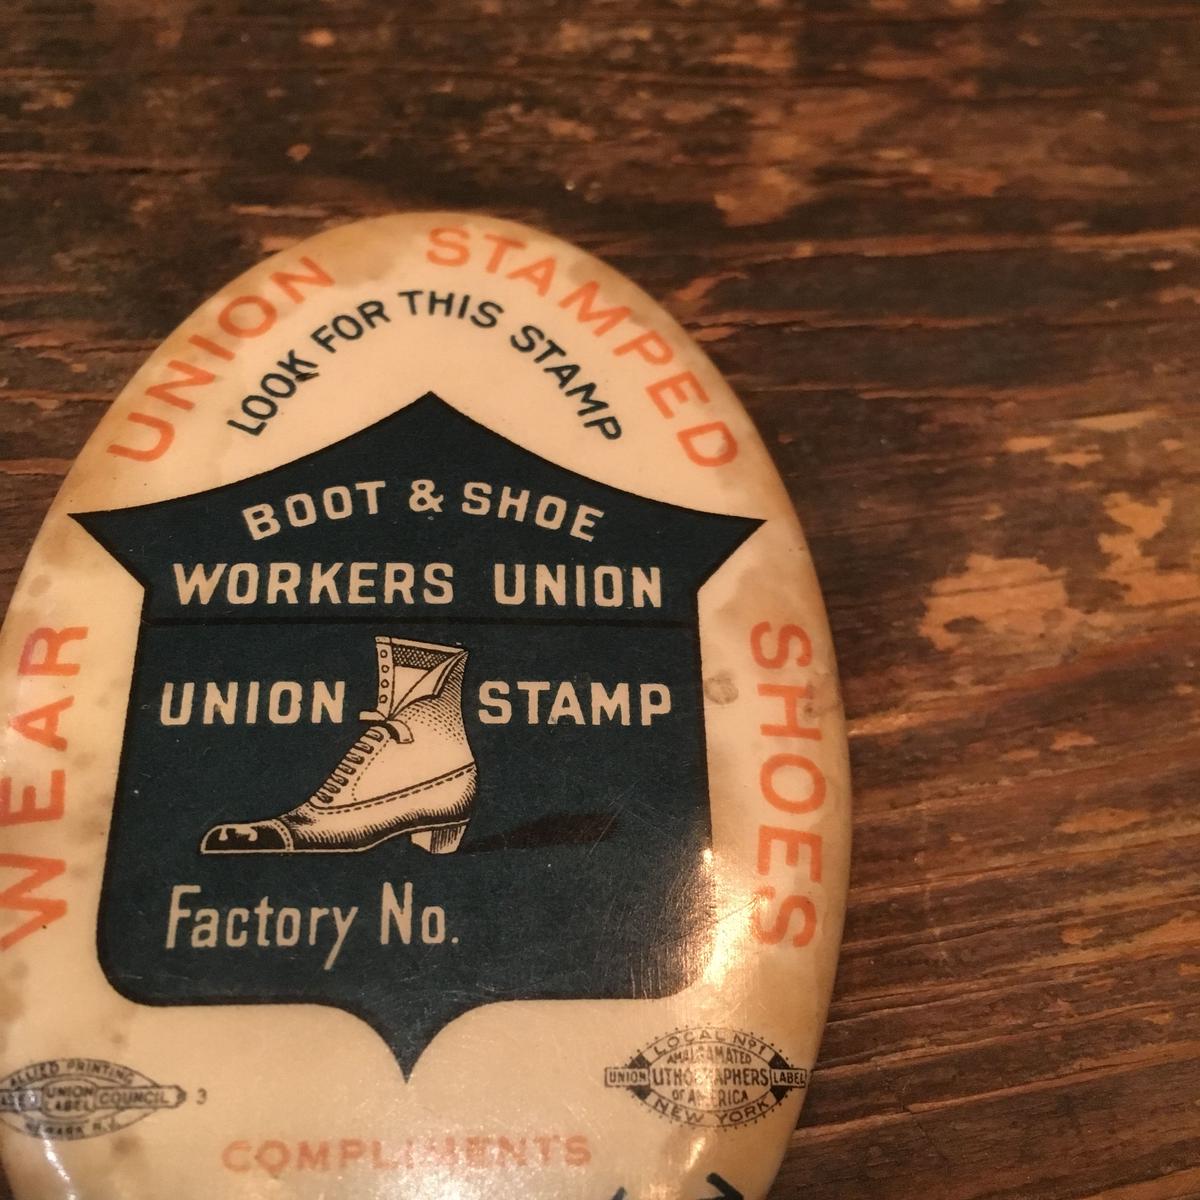 WEAR UNION STAMPED SHOES
LOOK FOR THIS STAMP
BOOT & SHOE
WORKERS UNION
UNION STAMP
Factory No.
ALLIED PRINTING
UNION LABEL COUNCIL
NEWARK N.J.
3
LOCAL No 1
AMALGAMATED
UNION LITHOGRAPHERS LABEL
OF AMERICA
NEW YORK
COMPLIMENTS